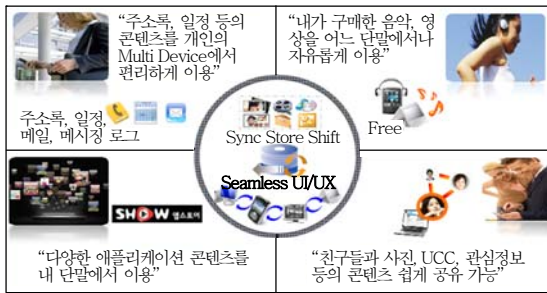 “주소록, 일정 등의
콘텐츠를 개인의
Multi Device에서
편리하게 이용”
주소록, 일정,
메일, 메시징 로그
“내가 구매한 음악, 영
상을 어느 단말에서나
자유롭게 이용”
Free
Sync Store Shift
Seamless UI/UX
SHOW 앱스토어
“다양한 애플리케이션 콘텐츠를
내 단말에서 이용”
“친구들과 사진, UCC, 관심정보
등의 콘텐츠 쉽게 공유 가능”